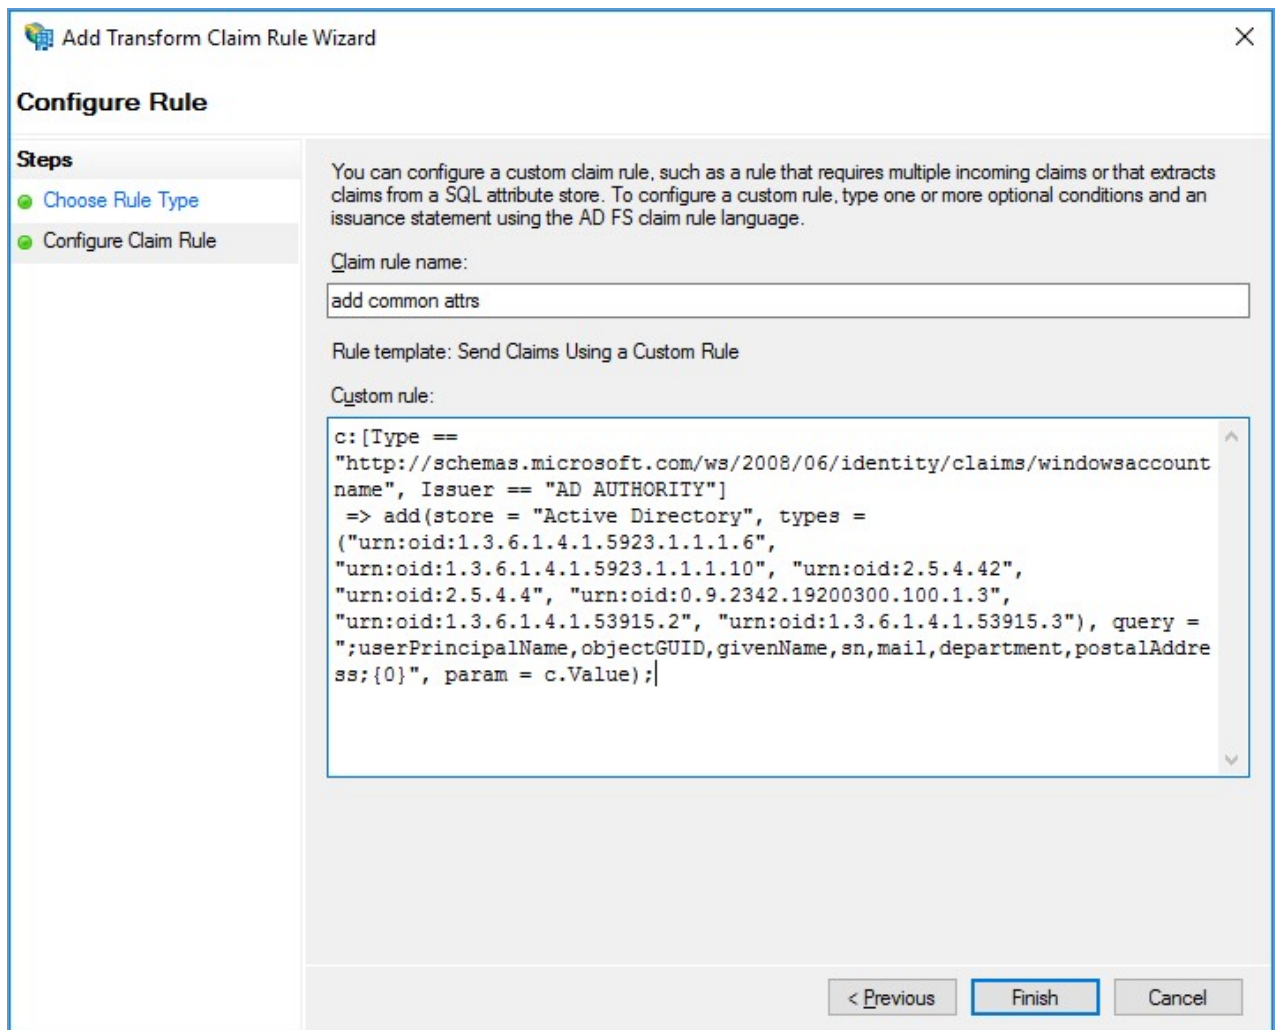 Add Transform Claim Rule Wizard
Configure Rule
Steps
Choose Rule Type
Configure Claim Rule
You can configure a custom claim rule, such as a rule that requires multiple incoming claims or that extracts
claims from a SQL attribute store. To configure a custom rule, type one or more optional conditions and an
issuance statement using the AD FS claim rule language.
Claim rule name:
add common attrs
Rule template: Send Claims Using a Custom Rule
Custom rule:
c:[Type ==
"http://schemas.microsoft.com/ws/2008/06/identity/claims/windowsaccount
name", Issuer == "AD AUTHORITY"]
 => add(store = "Active Directory", types =
("urn:oid:1.3.6.1.4.1.5923.1.1.1.6",
"urn:oid:1.3.6.1.4.1.5923.1.1.1.10", "urn:oid:2.5.4.42",
"urn:oid:2.5.4.4", "urn:oid:0.9.2342.19200300.100.1.3",
"urn:oid:1.3.6.1.4.1.53915.2", "urn:oid:1.3.6.1.4.1.53915.3"), query =
";userPrincipalName,objectGUID,givenName,sn,mail,department,postalAddre
ss;{0}", param = c.Value);
< Previous
Finish
Cancel